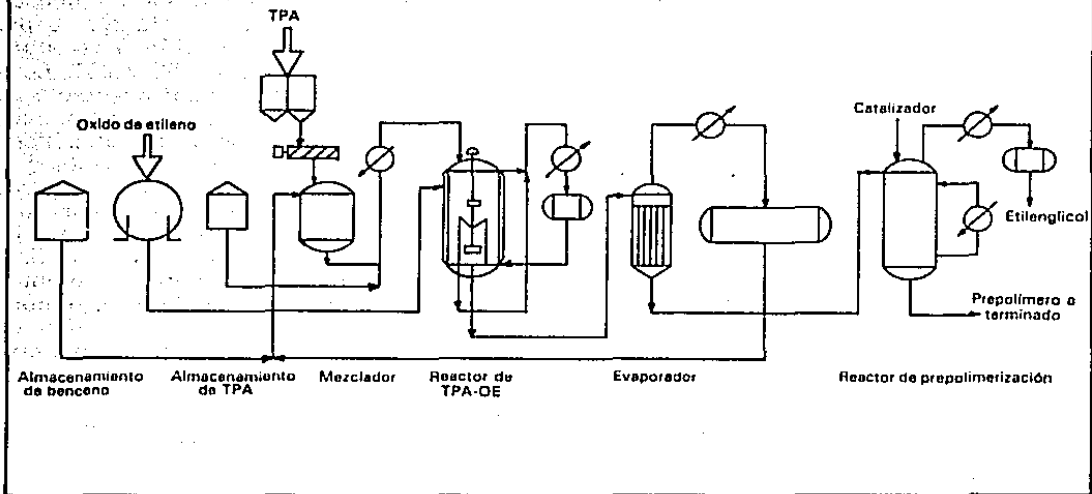 TPA
Oxido de etileno
Catalizador
Etilenglicol
Prepolímero a
terminado
Almacenamiento
de benceno
Almacenamiento
de TPA
Mezclador
Reactor de
TPA-OE
Evaporador
Reactor de prepolimerización